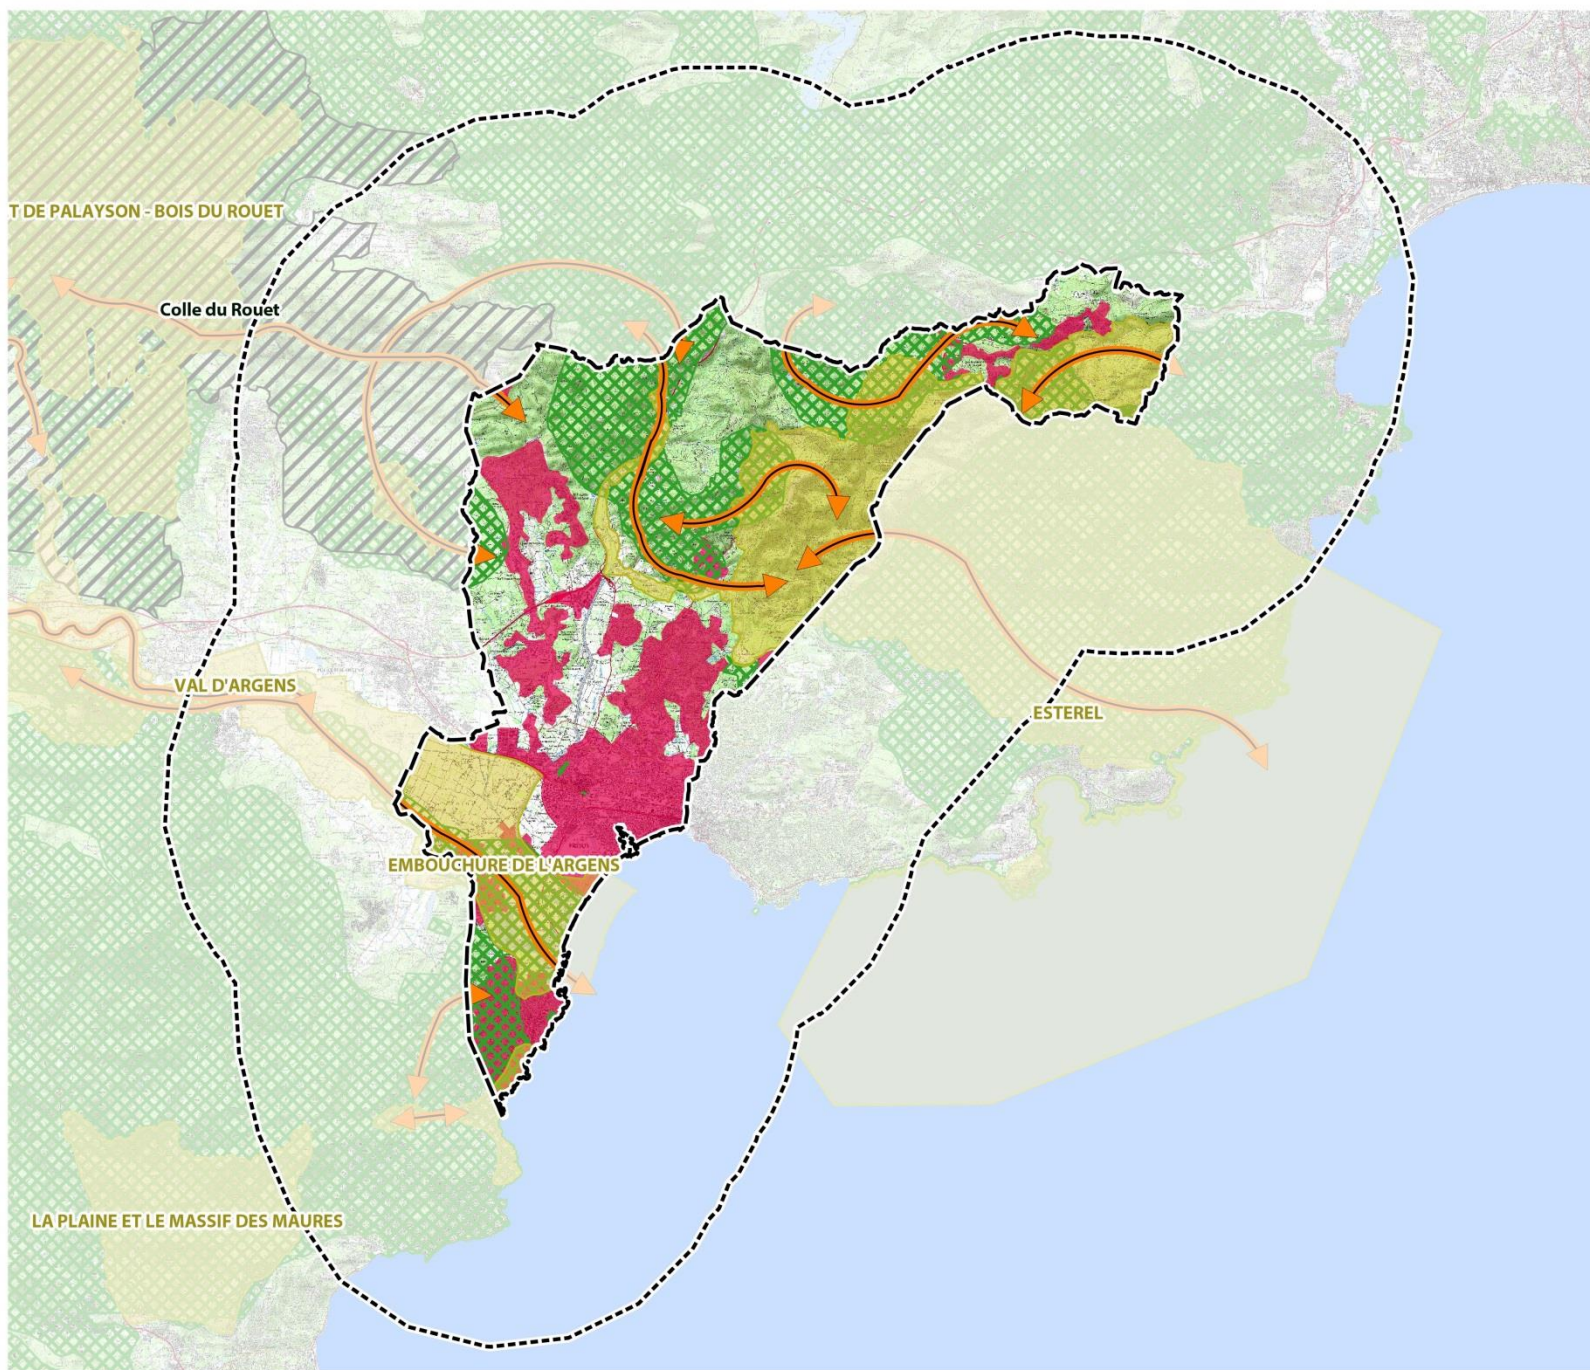 T DE PALAYSON - BOIS DU ROUET
Colle du Rouet
VAL D'ARGENS
ESTEREL
EMBOUCHURE DE L'ARGENS
LA PLAINE ET LE MASSIF DES MAURES